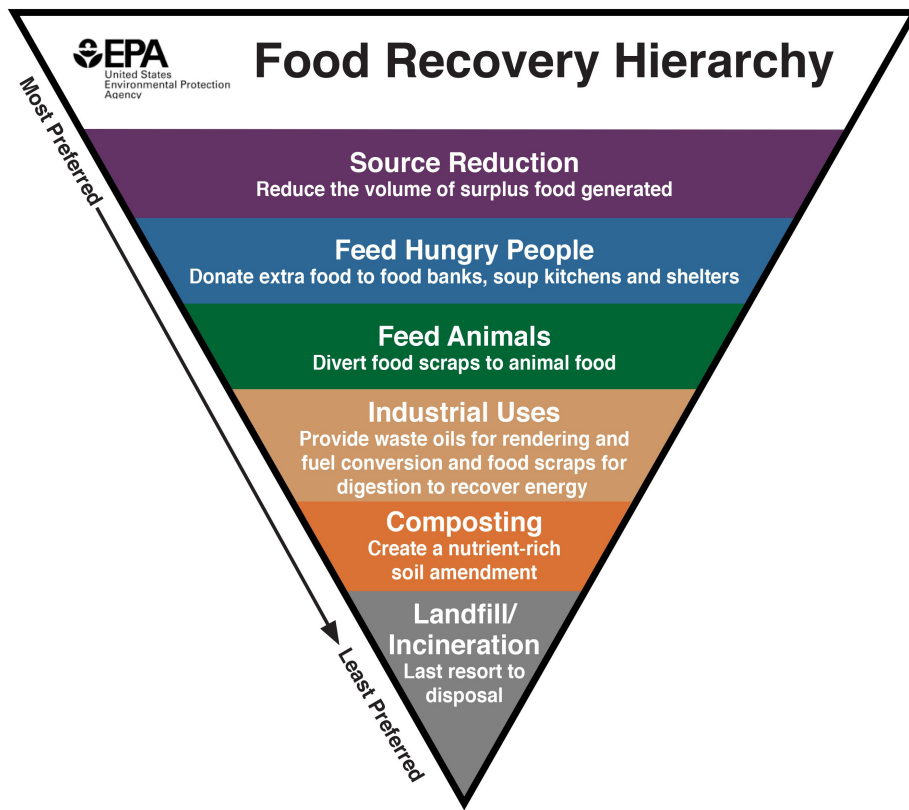 EPA
United States
Environmental Protection
Agency
Food Recovery Hierarchy
Most Preferred
Source Reduction
Reduce the volume of surplus food generated
Feed Hungry People
Donate extra food to food banks, soup kitchens and shelters
Feed Animals
Divert food scraps to animal food
Industrial Uses
Provide waste oils for rendering and
fuel conversion and food scraps for
digestion to recover energy
Composting
Create a nutrient-rich
soil amendment
Landfill/
Incineration
Last resort to
disposal
Least Preferred